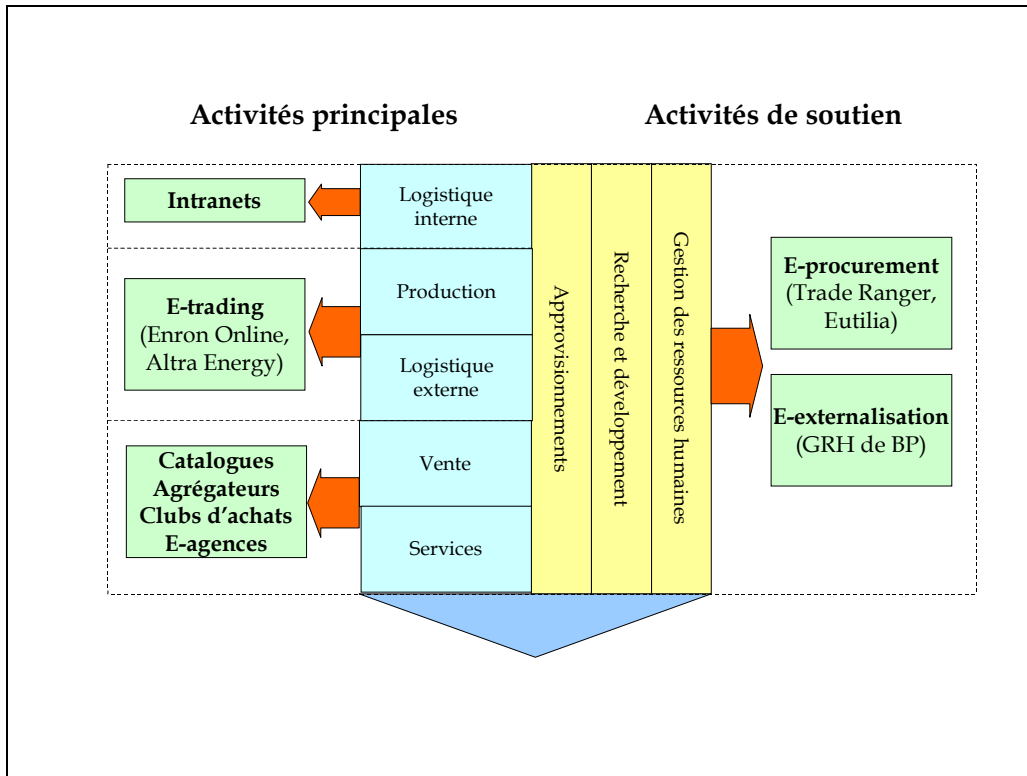 Activités principales
Activités de soutien
Intranets
Logistique
interne
E-trading
(Enron Online,
Altra Energy)
Production
Logistique
externe
Catalogues
Agrégateurs
Clubs d'achats
E-agences
Vente
Services
Approvisionnements
Recherche et développement
Gestion des ressources humaines
E-procurement
(Trade Ranger,
Eutilia)
E-externalisation
(GRH de BP)